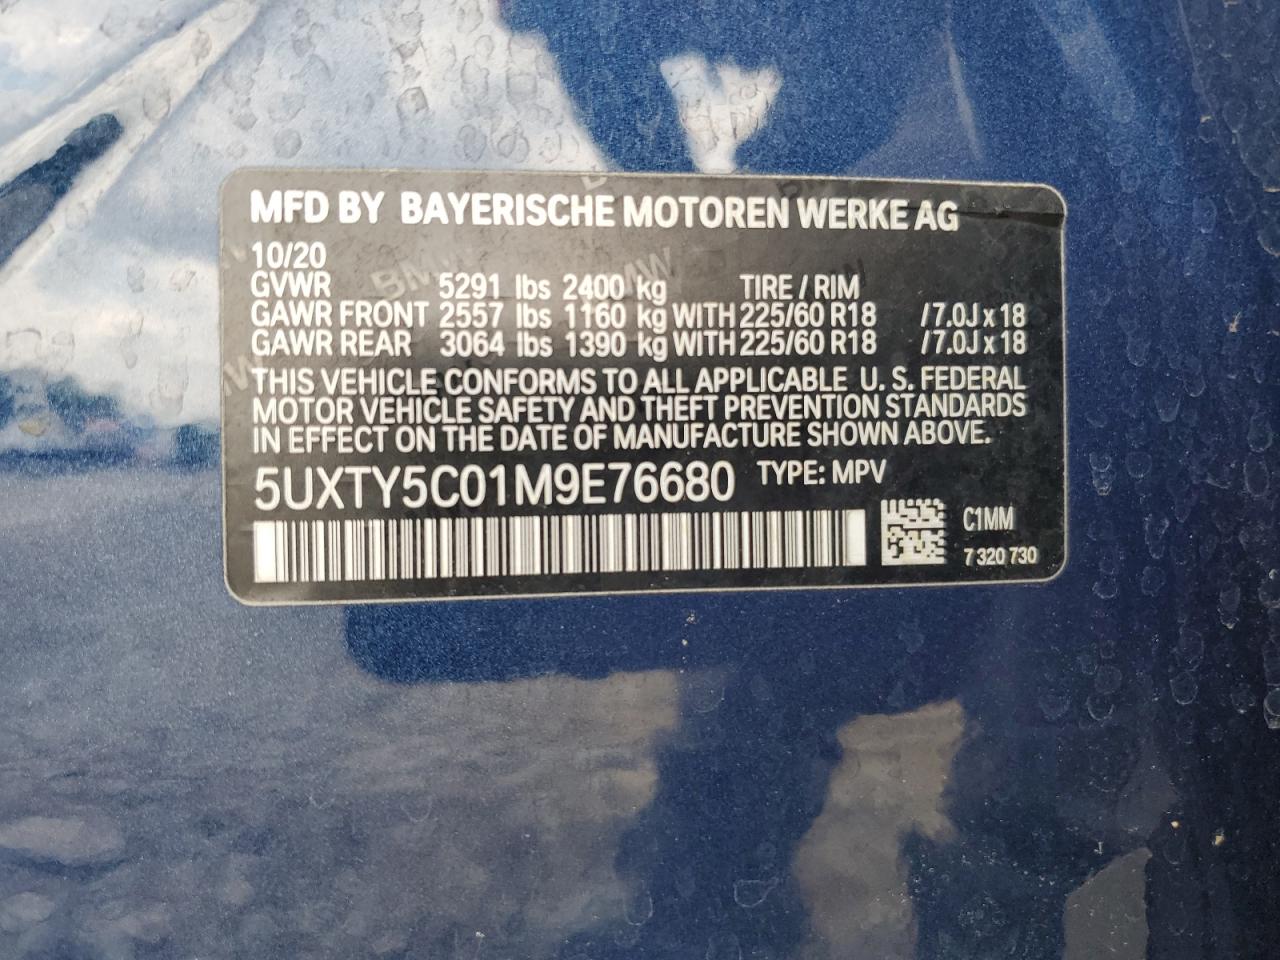 MFD BY BAYERISCHE MOTOREN WERKE AG
10/20
GVWR 5291 lbs 2400 kg TIRE / RIM
GAWR FRONT 2557 lbs 1160 kg WITH 225/60 R18 / 7.0J x 18
GAWR REAR 3064 lbs 1390 kg WITH 225/60 R18 / 7.0J x 18
THIS VEHICLE CONFORMS TO ALL APPLICABLE U. S. FEDERAL
MOTOR VEHICLE SAFETY AND THEFT PREVENTION STANDARDS
IN EFFECT ON THE DATE OF MANUFACTURE SHOWN ABOVE.
5UXTY5C01M9E76680 TYPE: MPV
C1MM
7 320 730